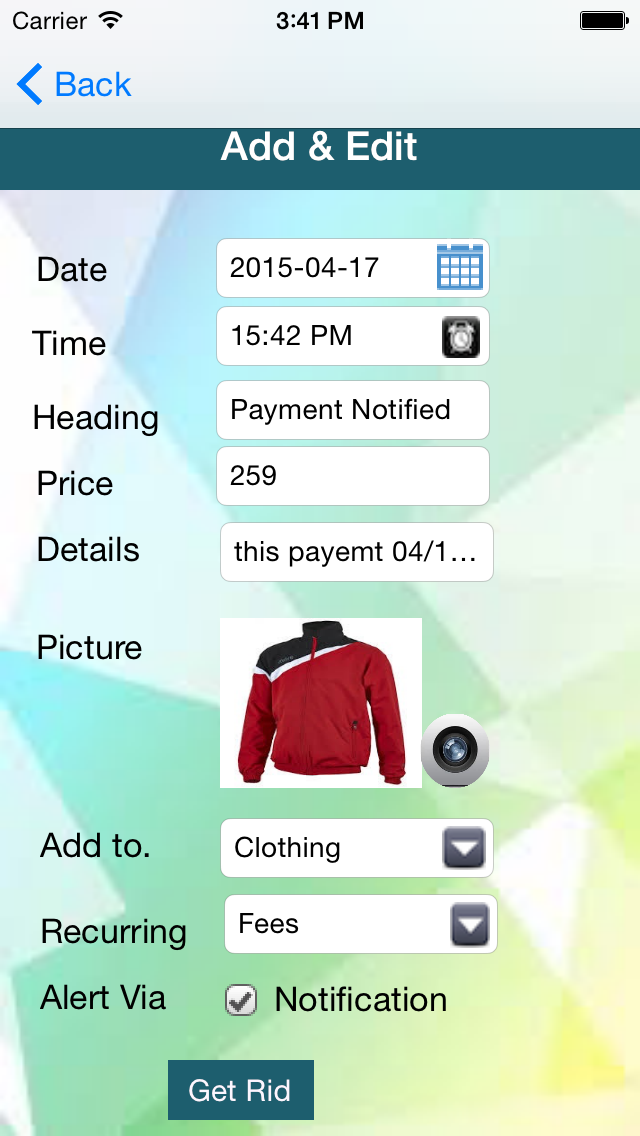 Carrier 3:41 PM
Back
Add & Edit
Date 2015-04-17
Time 15:42 PM
Heading Payment Notified
Price 259
Details this payemt 04/1...
Picture
Add to. Clothing
Recurring Fees
Alert Via Notification
Get Rid